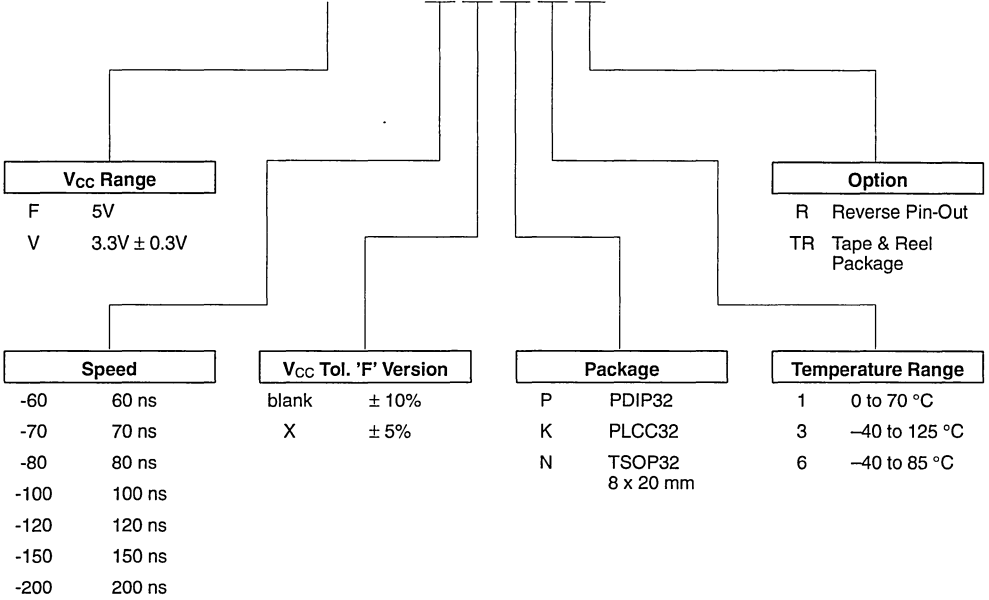 VCC Range
F 5V
V 3.3V ± 0.3V
Option
R Reverse Pin-Out
TR Tape & Reel
Package
Speed
-60 60 ns
-70 70 ns
-80 80 ns
-100 100 ns
-120 120 ns
-150 150 ns
-200 200 ns
VCC Tol. 'F' Version
blank ± 10%
X ± 5%
Package
P PDIP32
K PLCC32
N TSOP32
8 x 20 mm
Temperature Range
1 0 to 70 °C
3 –40 to 125 °C
6 –40 to 85 °C